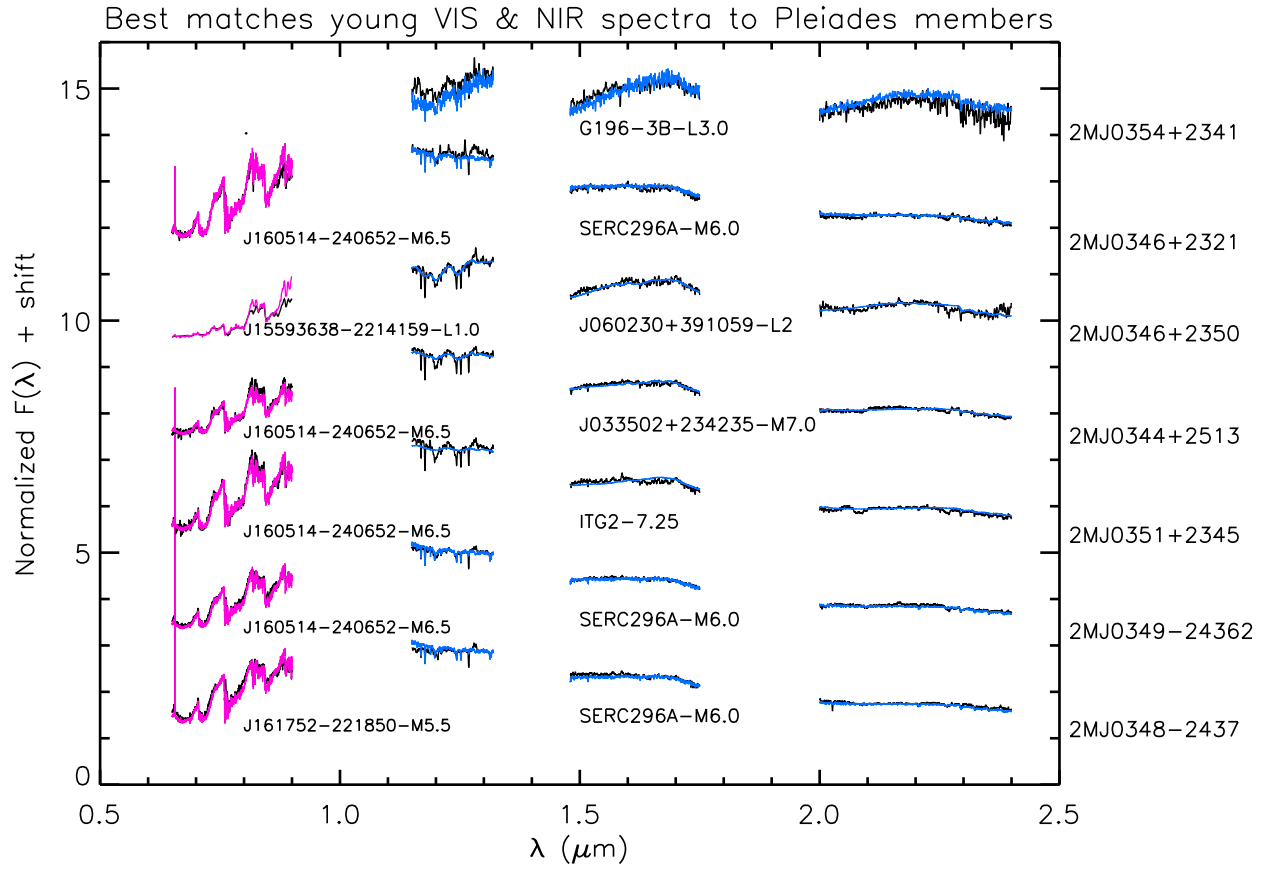 Best matches young VIS & NIR spectra to Pleiades members
15
G196-3B-L3.0
2MJ0354+2341
J160514-240652-M6.5
SERC296A-M6.0
2MJ0346+2321
10
J15593638-2214159-L1.0
J060230+391059-L2
2MJ0346+2350
J160514-240652-M6.5
J033502+234235-M7.0
2MJ0344+2513
J160514-240652-M6.5
ITG2-7.25
2MJ0351+2345
5
J160514-240652-M6.5
SERC296A-M6.0
2MJ0349-24362
J161752-221850-M5.5
SERC296A-M6.0
2MJ0348-2437
0
Normalized F(λ) + shift
0.5 1.0 1.5 2.0 2.5
λ (μm)